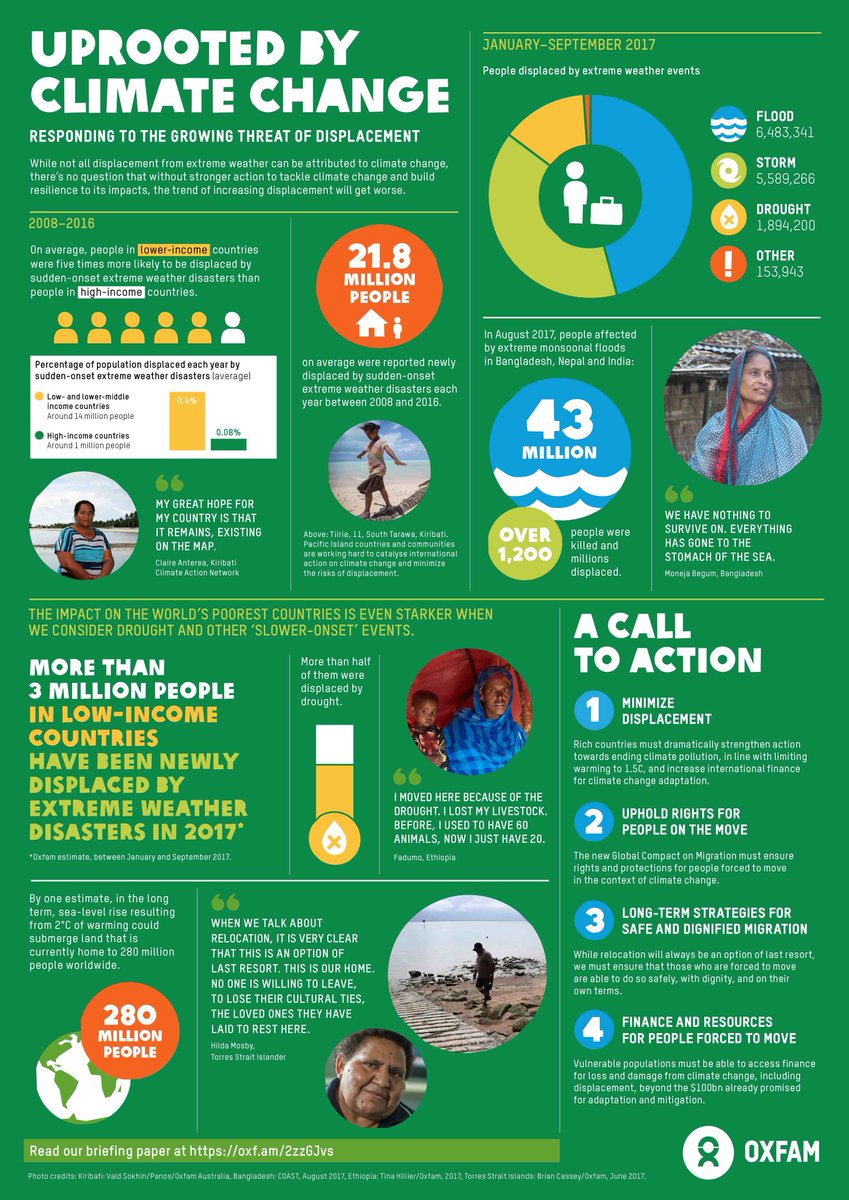 UPROOTED BY
CLIMATE CHANGE
RESPONDING TO THE GROWING THREAT OF DISPLACEMENT
While not all displacement from extreme weather can be attributed to climate change,
there's no question that without stronger action to tackle climate change and build
resilience to its impacts, the trend of increasing displacement will get worse.
2008–2016
On average, people in lower-income countries
were five times more likely to be displaced by
sudden-onset extreme weather disasters than
people in high-income countries.
Percentage of population displaced each year by
sudden-onset extreme weather disasters (average)
Low- and lower-middle
income countries
Around 14 million people
High-income countries
Around 1 million people
0.4%
0.08%
MY GREAT HOPE FOR
MY COUNTRY IS THAT
IT REMAINS, EXISTING
ON THE MAP.
Claire Anterea, Kiribati
Climate Action Network
21.8
MILLION
PEOPLE
on average were reported newly
displaced by sudden-onset
extreme weather disasters each
year between 2008 and 2016.
Above: Tiiria, 11, South Tarawa, Kiribati.
Pacific Island countries and communities
are working hard to catalyse international
action on climate change and minimize
the risks of displacement.
JANUARY–SEPTEMBER 2017
People displaced by extreme weather events
FLOOD
6,483,341
STORM
5,589,266
DROUGHT
1,894,200
OTHER
153,943
In August 2017, people affected
by extreme monsoonal floods
in Bangladesh, Nepal and India:
43
MILLION
OVER
1,200
people were
killed and
millions
displaced.
WE HAVE NOTHING TO
SURVIVE ON. EVERYTHING
HAS GONE TO THE
STOMACH OF THE SEA.
Moneja Begum, Bangladesh
THE IMPACT ON THE WORLD'S POOREST COUNTRIES IS EVEN STARKER WHEN
WE CONSIDER DROUGHT AND OTHER 'SLOWER-ONSET' EVENTS.
MORE THAN
3 MILLION PEOPLE
IN LOW-INCOME
COUNTRIES
HAVE BEEN NEWLY
DISPLACED BY
EXTREME WEATHER
DISASTERS IN 2017*
*Oxfam estimate, between January and September 2017.
More than half
of them were
displaced by
drought.
I MOVED HERE BECAUSE OF THE
DROUGHT. I LOST MY LIVESTOCK.
BEFORE, I USED TO HAVE 60
ANIMALS, NOW I JUST HAVE 20.
Fadumo, Ethiopia
By one estimate, in the long
term, sea-level rise resulting
from 2°C of warming could
submerge land that is
currently home to 280 million
people worldwide.
280
MILLION
PEOPLE
WHEN WE TALK ABOUT
RELOCATION, IT IS VERY CLEAR
THAT THIS IS AN OPTION OF
LAST RESORT. THIS IS OUR HOME.
NO ONE IS WILLING TO LEAVE,
TO LOSE THEIR CULTURAL TIES,
THE LOVED ONES THEY HAVE
LAID TO REST HERE.
Hilda Mosby,
Torres Strait Islander
A CALL
TO ACTION
1
MINIMIZE
DISPLACEMENT
Rich countries must dramatically strengthen action
towards ending climate pollution, in line with limiting
warming to 1.5C, and increase international finance
for climate change adaptation.
2
UPHOLD RIGHTS FOR
PEOPLE ON THE MOVE
The new Global Compact on Migration must ensure
rights and protections for people forced to move
in the context of climate change.
3
LONG-TERM STRATEGIES FOR
SAFE AND DIGNIFIED MIGRATION
While relocation will always be an option of last resort,
we must ensure that those who are forced to move
are able to do so safely, with dignity, and on their
own terms.
4
FINANCE AND RESOURCES
FOR PEOPLE FORCED TO MOVE
Vulnerable populations must be able to access finance
for loss and damage from climate change, including
displacement, beyond the $100bn already promised
for adaptation and mitigation.
Read our briefing paper at https://oxf.am/2zzGJvs
OXFAM
Photo credits: Kiribati: Vald Sokhin/Panos/Oxfam Australia, Bangladesh: COAST, August 2017, Ethiopia: Tina Hillier/Oxfam, 2017, Torres Strait Islands: Brian Cassey/Oxfam, June 2017.